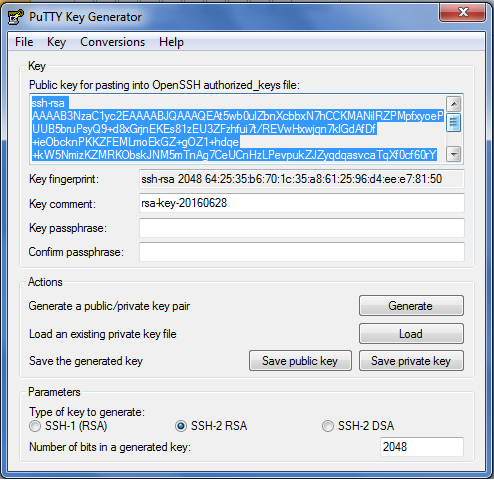 PuTTY Key Generator
File Key Conversions Help
Key
Public key for pasting into OpenSSH authorized_keys file:
ssh-rsa
AAAAB3NzaC1yc2EAAAABJQAAAQEAt5wb0ulZbnXcbbxN7hCCKMANilRZPMpfxyoeP
UUB5bruPsyQ9+d8xGrjnEKEs81zEU3ZFzhfui7t/REVwHxwjqn7klGdAfDf
+ieObcknPKKZFEMLmoEkGZ+gOZ1+hdqe
+kW5NmizKZMRKObskJNM5mTnAg7CeUCnHzLPevpukZJZyqdqasvcaTqXf0cf60rY
Key fingerprint: ssh-rsa 2048 64:25:35:b6:70:1c:35:a8:61:25:96:d4:ee:e7:81:50
Key comment: rsa-key-20160628
Key passphrase:
Confirm passphrase:
Actions
Generate a public/private key pair Generate
Load an existing private key file Load
Save the generated key Save public key Save private key
Parameters
Type of key to generate:
SSH-1 (RSA) SSH-2 RSA SSH-2 DSA
Number of bits in a generated key: 2048